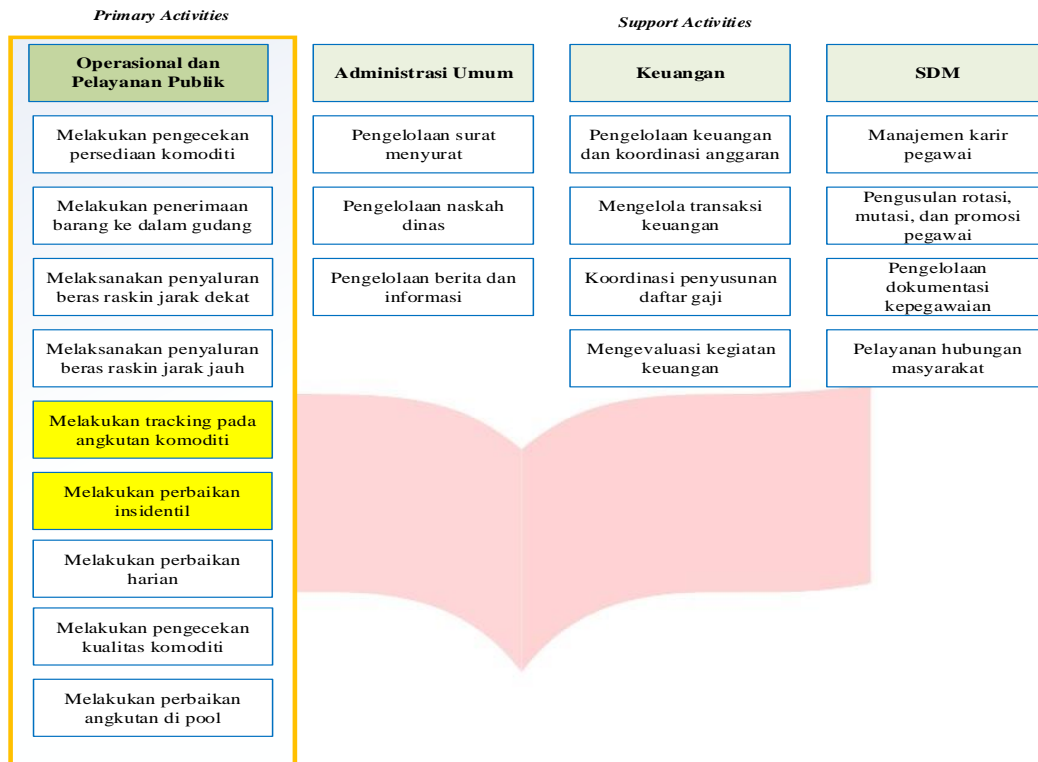 Primary Activities
Support Activities
Operasional dan
Pelayanan Publik
Melakukan pengecekan
persediaan komoditi
Melakukan penerimaan
barang ke dalam gudang
Melaksanakan penyaluran
beras raskin jarak dekat
Melaksanakan penyaluran
beras raskin jarak jauh
Melakukan tracking pada
angkutan komoditi
Melakukan perbaikan
insidentil
Melakukan perbaikan
harian
Melakukan pengecekan
kualitas komoditi
Melakukan perbaikan
angkutan di pool
Administrasi Umum
Pengelolaan surat
menyurat
Pengelolaan naskah
dinas
Pengelolaan berita dan
informasi
Keuangan
Pengelolaan keuangan
dan koordinasi anggaran
Mengelola transaksi
keuangan
Koordinasi penyusunan
daftar gaji
Mengevaluasi kegiatan
keuangan
SDM
Manajemen karir
pegawai
Pengusulan rotasi,
mutasi, dan promosi
pegawai
Pengelolaan
dokumentasi
kepegawaian
Pelayanan hubungan
masyarakat